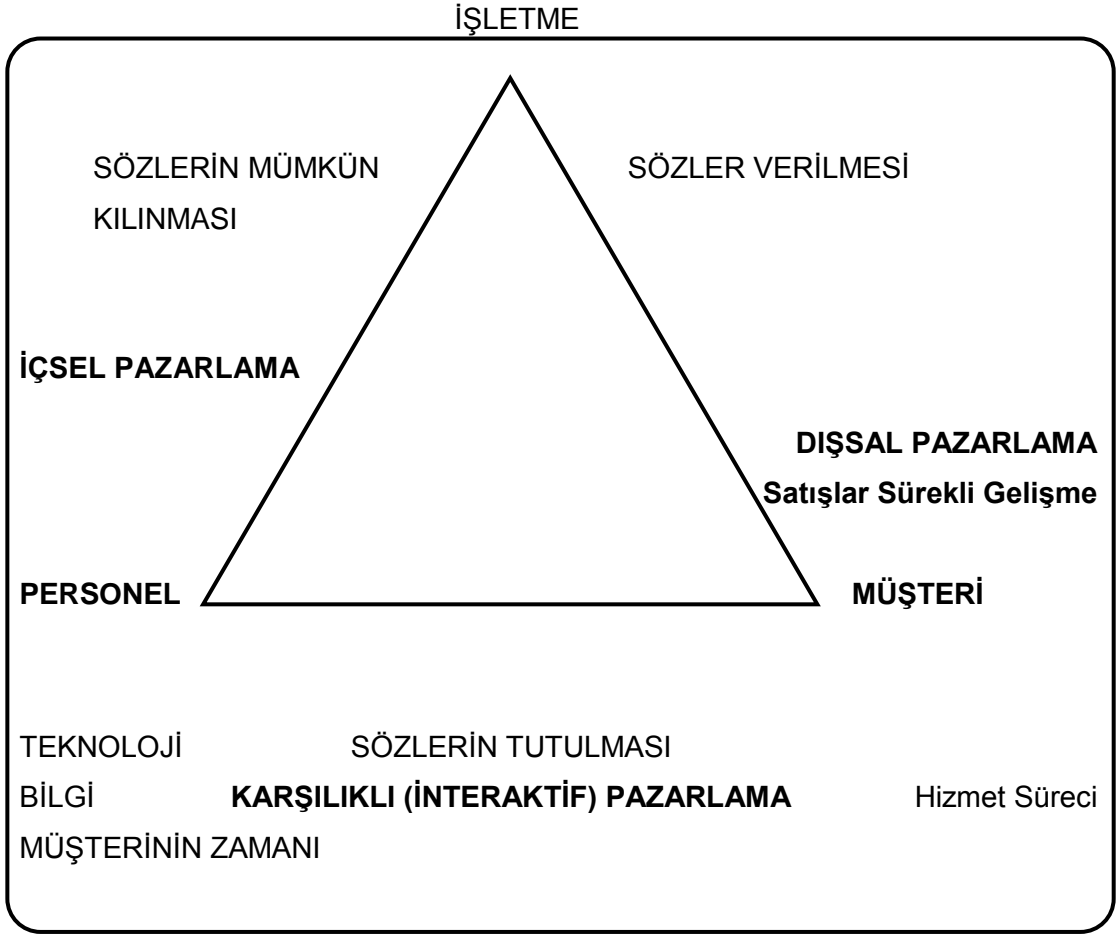 İŞLETME
SÖZLERİN MÜMKÜN SÖZLER VERİLMESİ
KILINMASI
İÇSEL PAZARLAMA
DIŞSAL PAZARLAMA
Satışlar Sürekli Gelişme
PERSONEL MÜŞTERİ
TEKNOLOJİ SÖZLERİN TUTULMASI
BİLGİ KARŞILIKLI (İNTERAKTİF) PAZARLAMA Hizmet Süreci
MÜŞTERİNİN ZAMANI